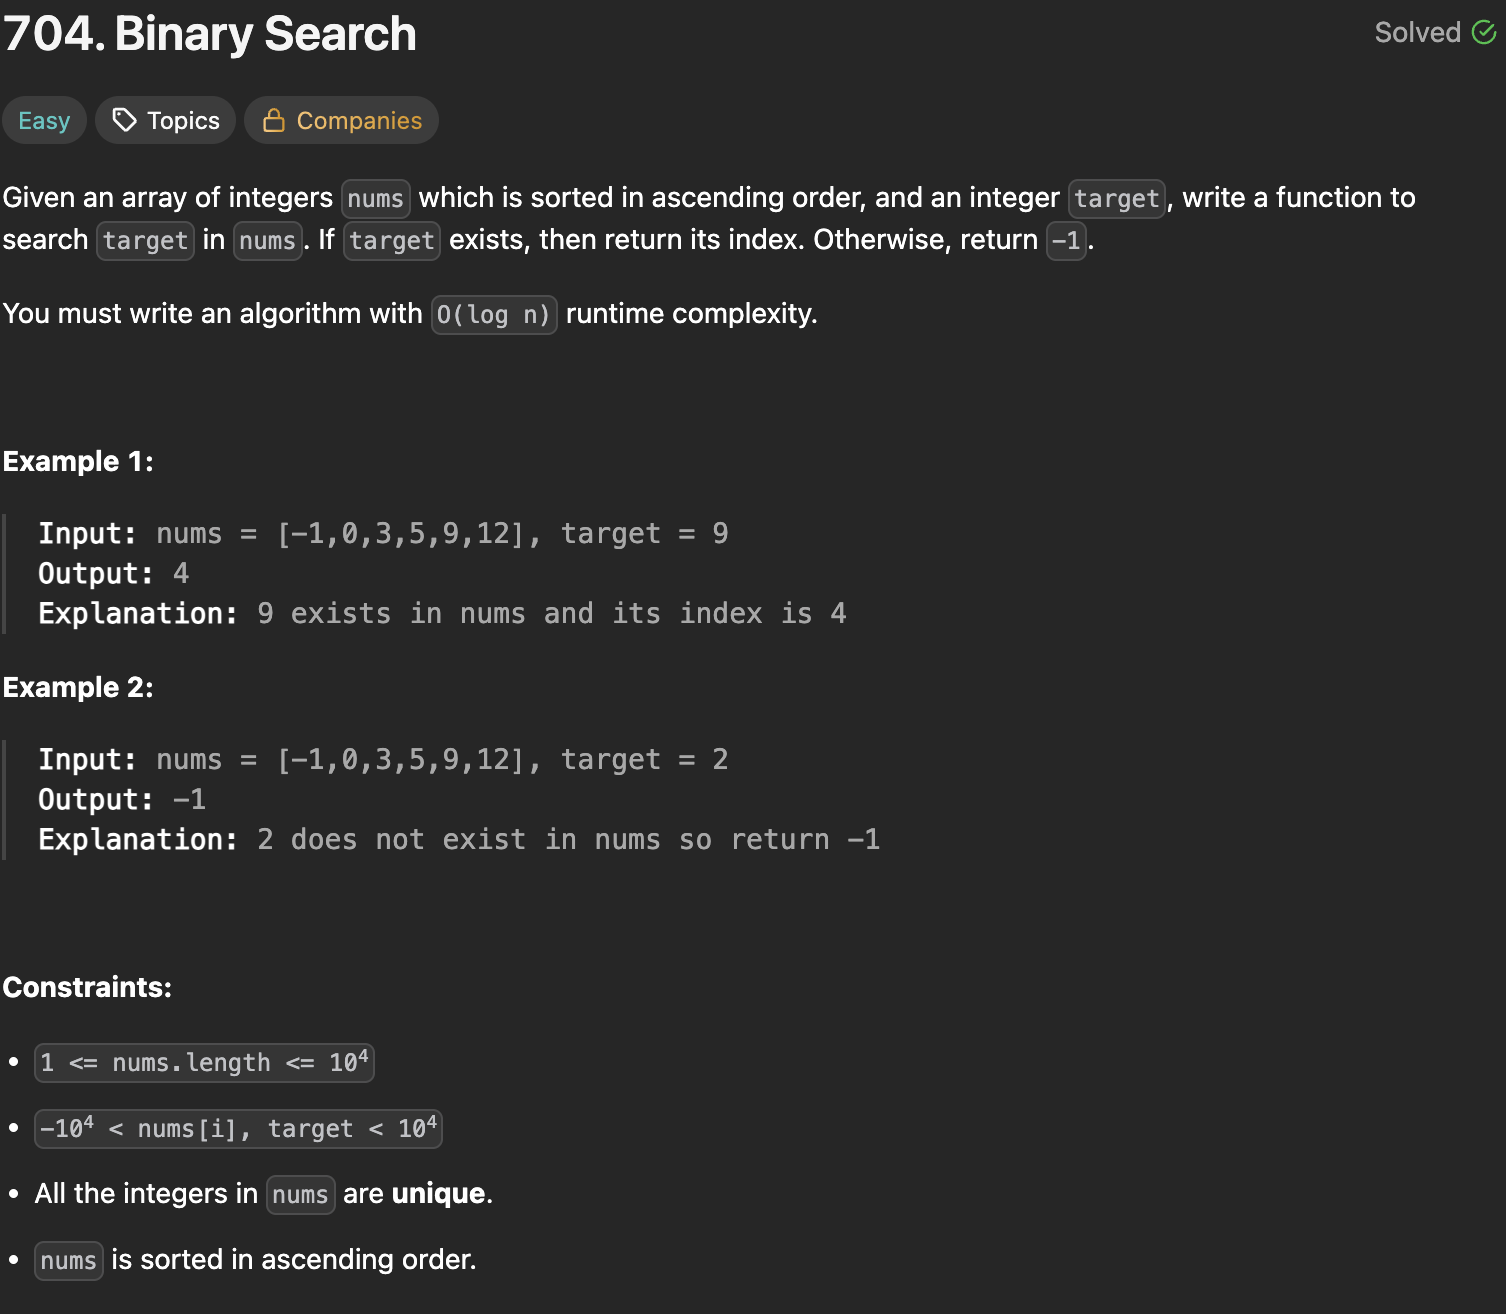 704. Binary Search
Solved
Easy
Topics
Companies
Given an array of integers nums which is sorted in ascending order, and an integer target, write a function to
search target in nums. If target exists, then return its index. Otherwise, return -1.
You must write an algorithm with O(log n) runtime complexity.
Example 1:
Input: nums = [-1,0,3,5,9,12], target = 9
Output: 4
Explanation: 9 exists in nums and its index is 4
Example 2:
Input: nums = [-1,0,3,5,9,12], target = 2
Output: -1
Explanation: 2 does not exist in nums so return -1
Constraints:
• 1 <= nums.length <= 10⁴
• -10⁴ < nums[i], target < 10⁴
• All the integers in nums are unique.
• nums is sorted in ascending order.